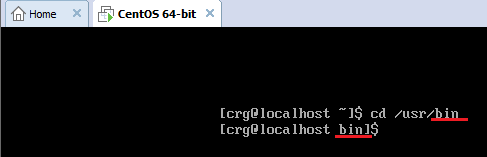 Home
CentOS 64-bit
[crg@localhost ~]$ cd /usr/bin
[crg@localhost bin]$